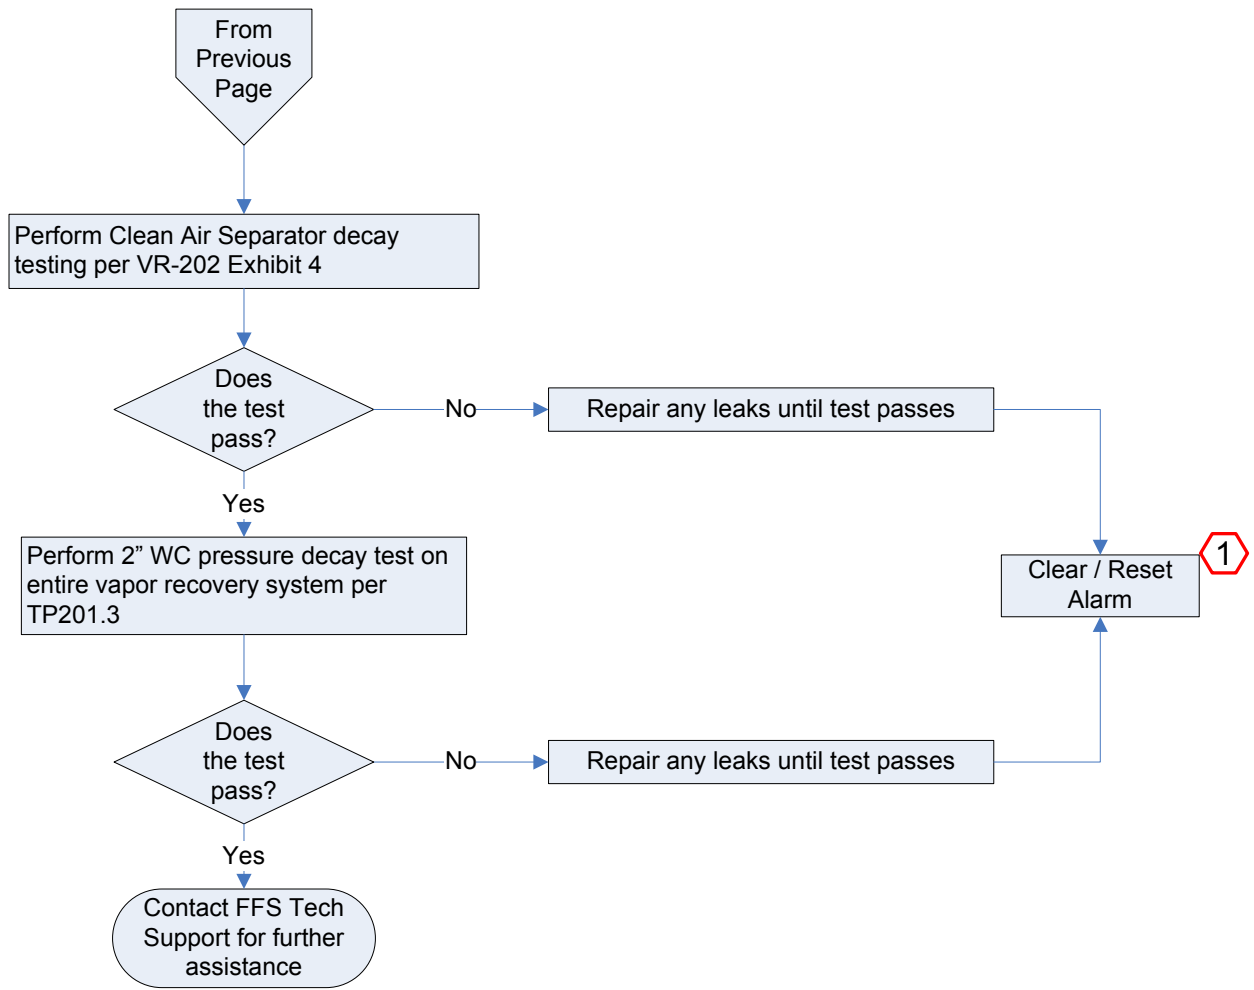 From
Previous
Page
Perform Clean Air Separator decay
testing per VR-202 Exhibit 4
Does
the test
pass?
No
Repair any leaks until test passes
Yes
Perform 2” WC pressure decay test on
entire vapor recovery system per
TP201.3
1
Clear / Reset
Alarm
Does
the test
pass?
No
Repair any leaks until test passes
Yes
Contact FFS Tech
Support for further
assistance